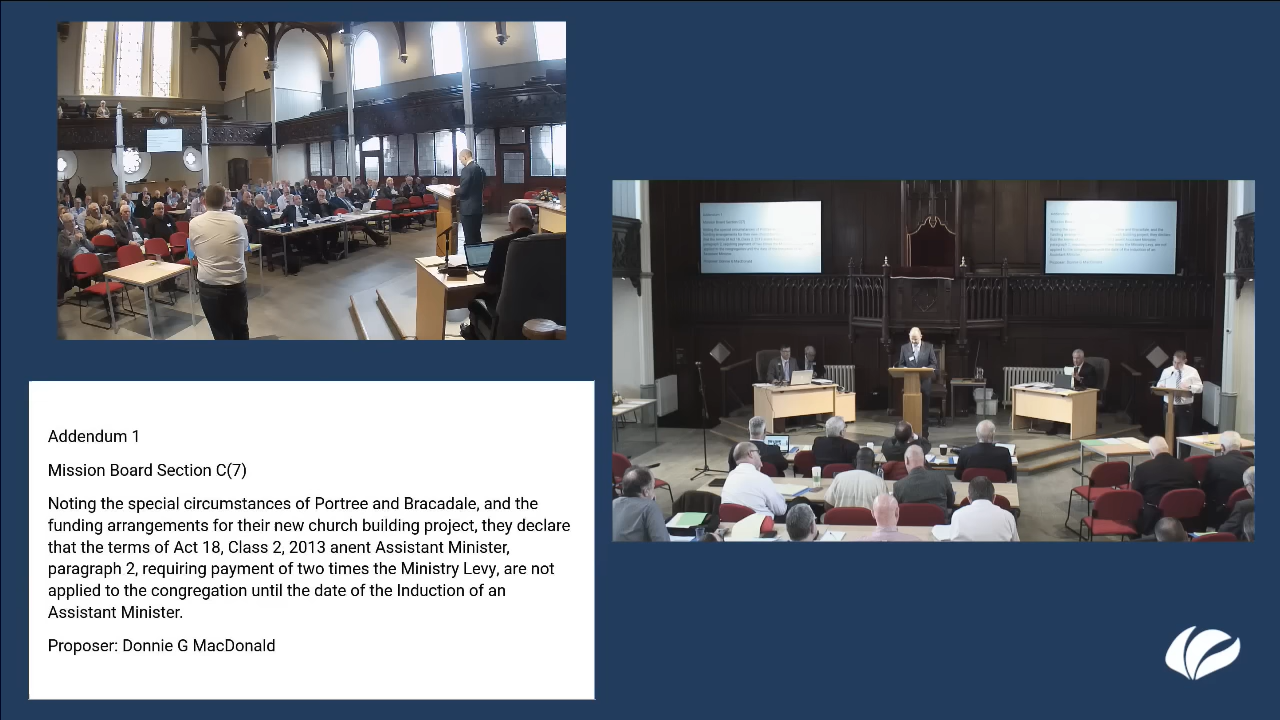 Addendum 1
Mission Board Section C(7)
Noting the special circumstances of Portree and Bracadale, and the
funding arrangements for their new church building project, they declare
that the terms of Act 18, Class 2, 2013 anent Assistant Minister,
paragraph 2, requiring payment of two times the Ministry Levy, are not
applied to the congregation until the date of the Induction of an
Assistant Minister.
Proposer: Donnie G MacDonald